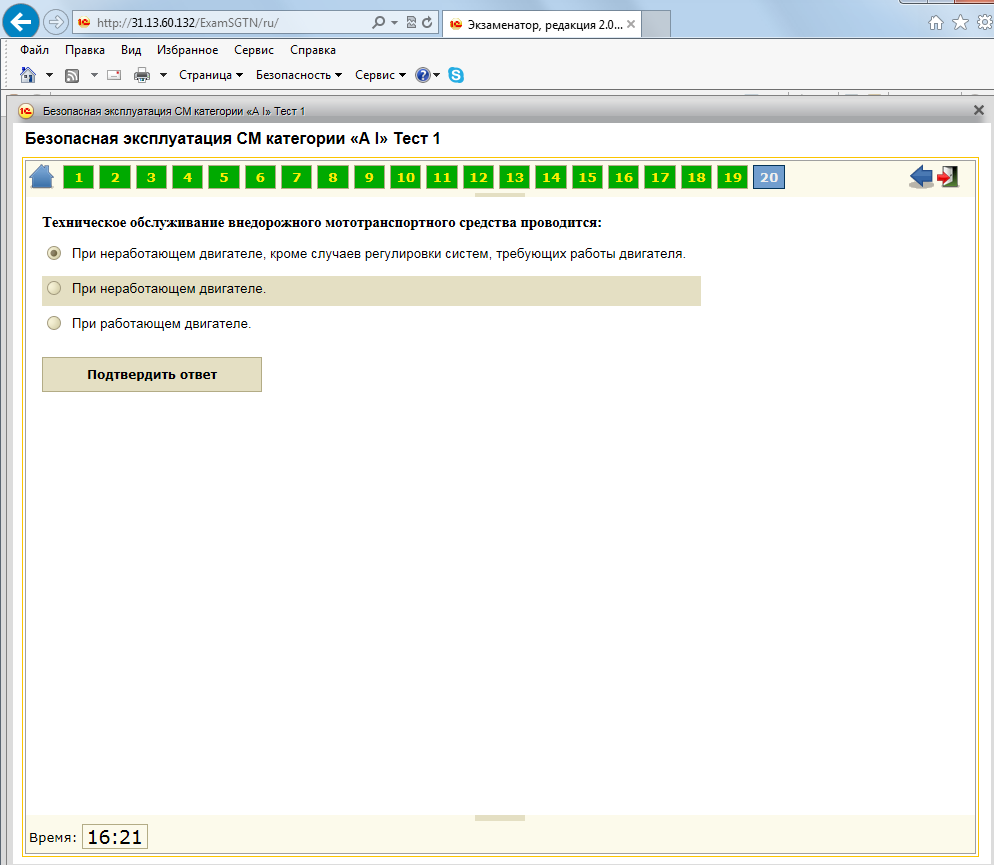 http://31.13.60.132/ExamSGTN/ru/
Экзаменатор, редакция 2.0...
Файл Правка Вид Избранное Сервис Справка
Страница Безопасность Сервис
Безопасная эксплуатация СМ категории «А I» Тест 1
Безопасная эксплуатация СМ категории «А I» Тест 1
1 2 3 4 5 6 7 8 9 10 11 12 13 14 15 16 17 18 19 20
Техническое обслуживание внедорожного мототранспортного средства проводится:
При неработающем двигателе, кроме случаев регулировки систем, требующих работы двигателя.
При неработающем двигателе.
При работающем двигателе.
Подтвердить ответ
Время: 16:21